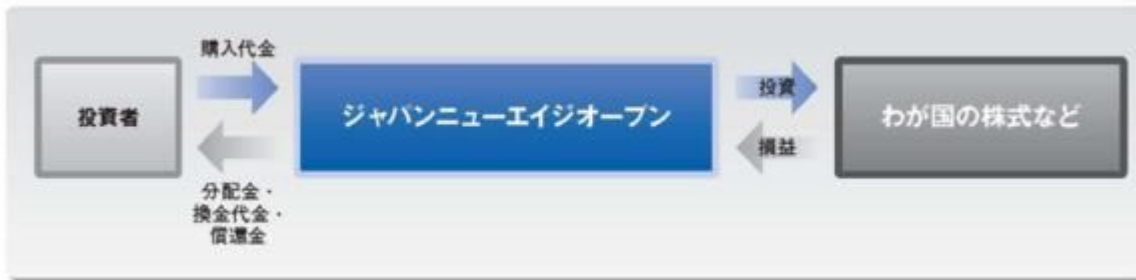 購入代金
投資者
ジャパンニューエイジオープン
投資
わが国の株式など
損益
分配金・
換金代金・
償還金